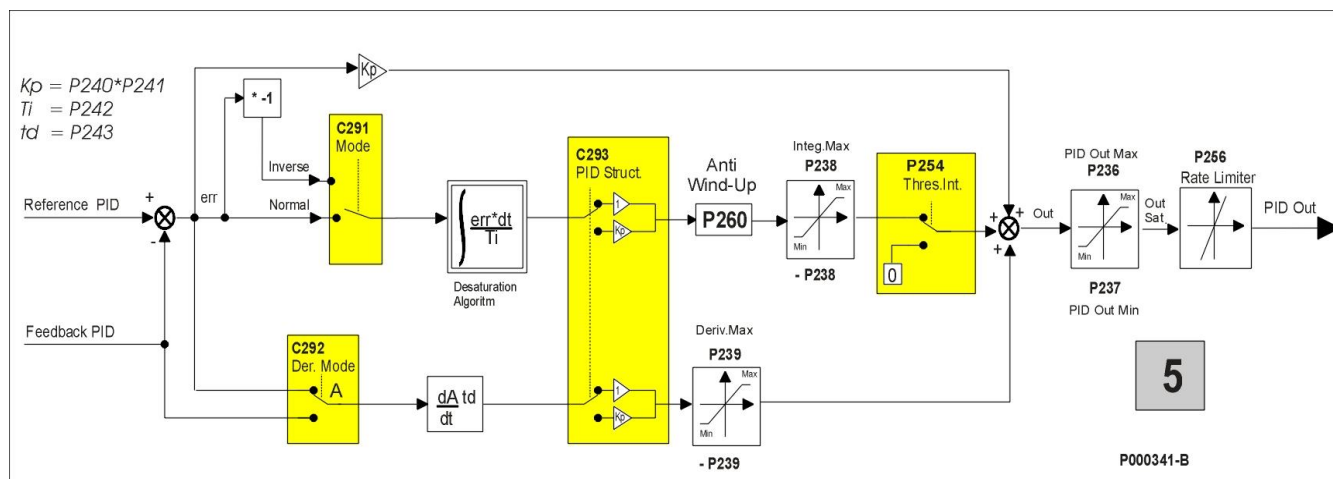 Kp = P240*P241
Ti = P242
td = P243
Kp
* -1
C291
Mode
Inverse
Normal
Reference PID
+
-
err
Feedback PID
∫ err*dt
Ti
Desaturation
Algoritm
C292
Der. Mode
A
dA td
dt
C293
PID Struct.
1
Kp
1
Kp
Anti
Wind-Up
P260
Integ.Max
P238
Max
Min
- P238
P254
Thres.Int.
0
Deriv.Max
P239
Max
Min
- P239
+
+
+
Out
PID Out Max
P236
Max
Min
P237
PID Out Min
Out
Sat
P256
Rate Limiter
PID Out
5
P000341-B